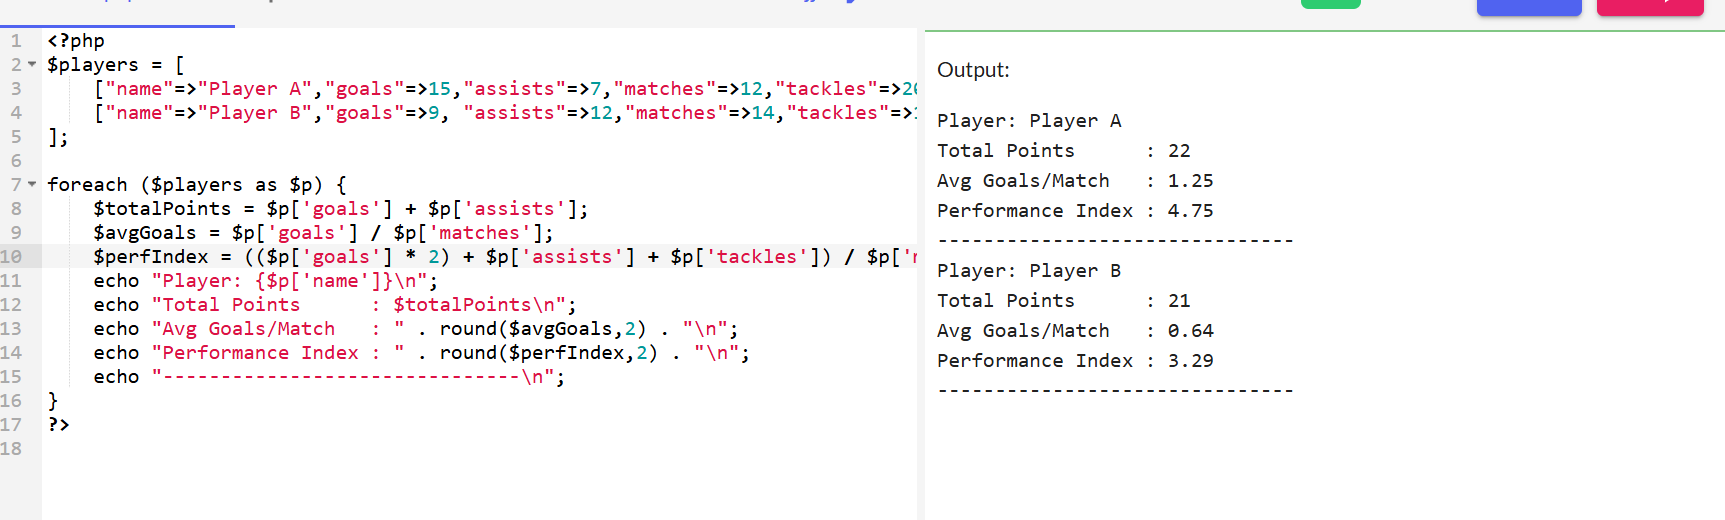 1 <?php
2 $players = [
3 ["name"=>"Player A","goals"=>15,"assists"=>7,"matches"=>12,"tackles"=>20
4 ["name"=>"Player B","goals"=>9, "assists"=>12,"matches"=>14,"tackles"=>
5 ];
6
7 foreach ($players as $p) {
8 $totalPoints = $p['goals'] + $p['assists'];
9 $avgGoals = $p['goals'] / $p['matches'];
10 $perfIndex = (($p['goals'] * 2) + $p['assists'] + $p['tackles']) / $p['
11 echo "Player: {$p['name']}\n";
12 echo "Total Points      : $totalPoints\n";
13 echo "Avg Goals/Match   : " . round($avgGoals,2) . "\n";
14 echo "Performance Index : " . round($perfIndex,2) . "\n";
15 echo "-------------------------------\n";
16 }
17 ?>
18
Output:
Player: Player A
Total Points      : 22
Avg Goals/Match   : 1.25
Performance Index : 4.75
-------------------------------
Player: Player B
Total Points      : 21
Avg Goals/Match   : 0.64
Performance Index : 3.29
-------------------------------